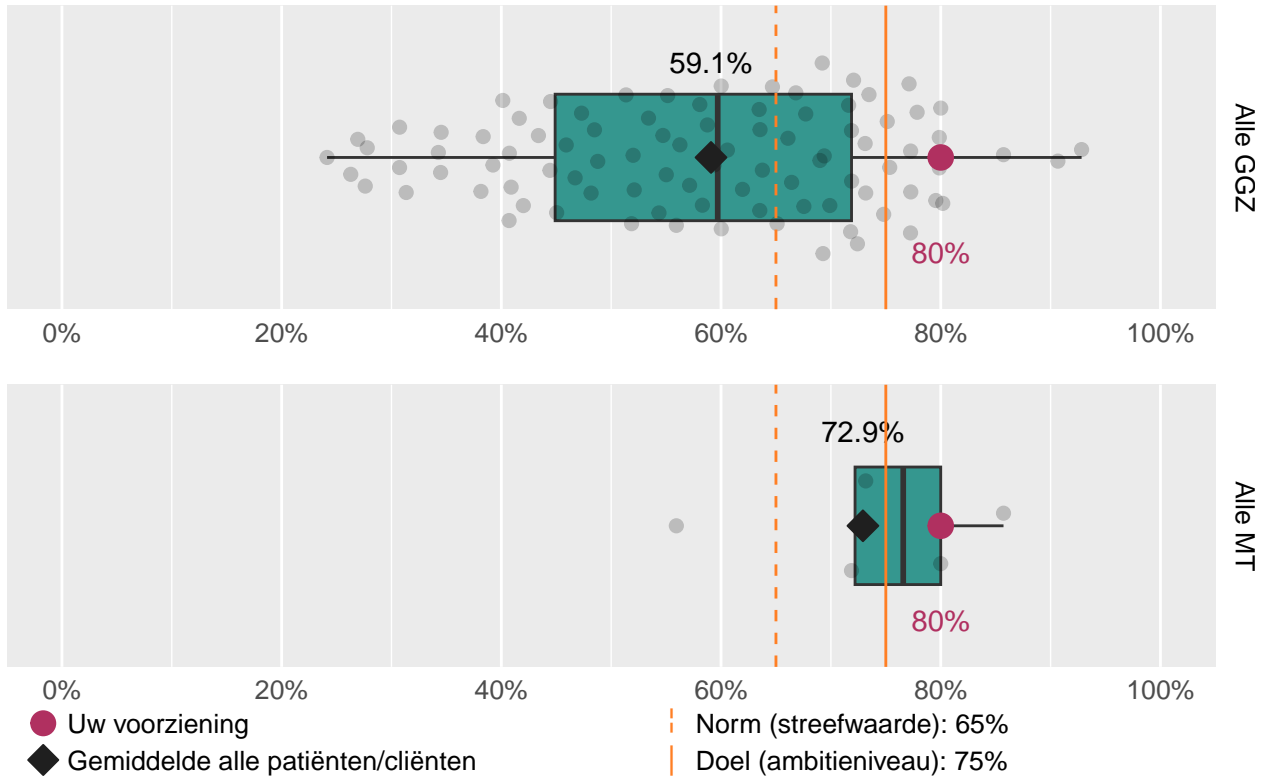 59.1%
80%
Alle GGZ
0% 20% 40% 60% 80% 100%
72.9%
80%
Alle MT
0% 20% 40% 60% 80% 100%
Uw voorziening
Gemiddelde alle patiënten/cliënten
Norm (streefwaarde): 65%
Doel (ambitieniveau): 75%